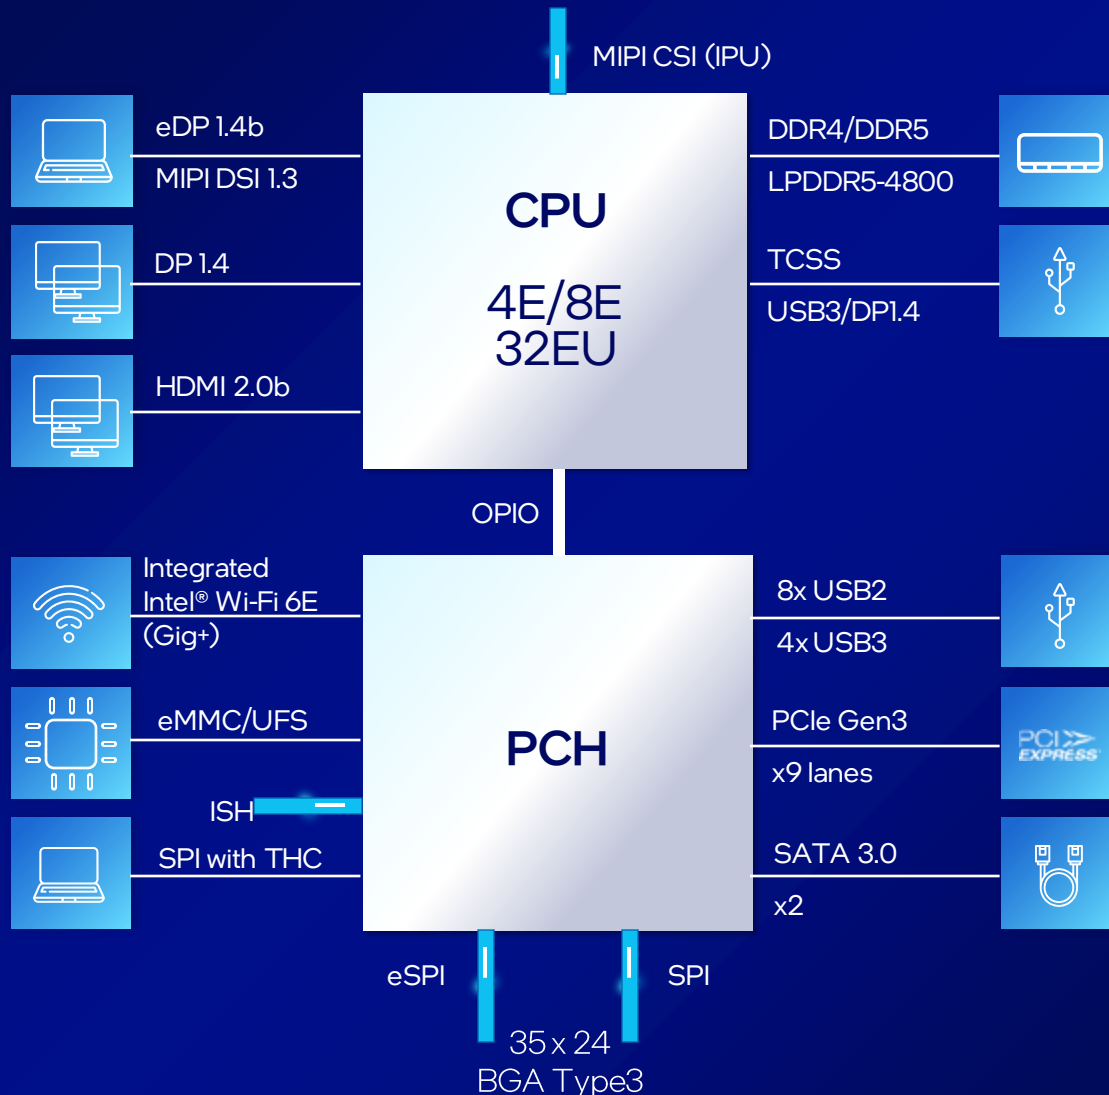 MIPI CSI (IPU)
eDP 1.4b
MIPI DSI 1.3
DP 1.4
HDMI 2.0b
CPU
4E/8E
32EU
DDR4/DDR5
LPDDR5-4800
TCSS
USB3/DP1.4
OPIO
Integrated
Intel® Wi-Fi 6E
(Gig+)
eMMC/UFS
ISH
SPI with THC
PCH
8x USB2
4x USB3
PCIe Gen3
x9 lanes
PCI
EXPRESS
SATA 3.0
x2
eSPI
SPI
35 x 24
BGA Type3